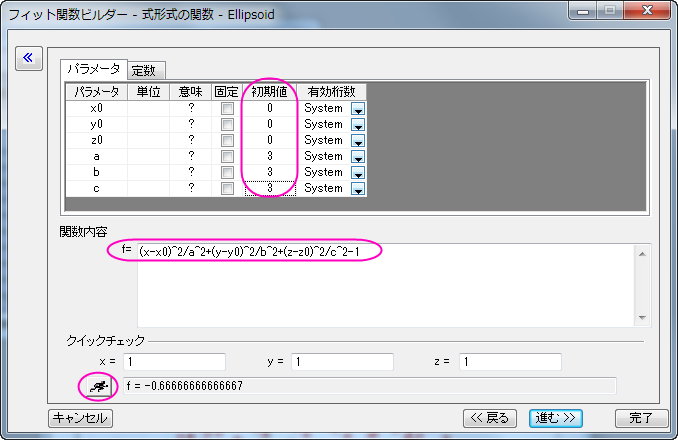 フィット関数ビルダー - 式形式の関数 - Ellipsoid
パラメータ 定数
パラメータ 単位 意味 固定 初期値 有効桁数
x0 ? 0 System
y0 ? 0 System
z0 ? 0 System
a ? 3 System
b ? 3 System
c ? 3 System
関数内容
f= (x-x0)^2/a^2+(y-y0)^2/b^2+(z-z0)^2/c^2-1
クイックチェック
x = 1 y = 1 z = 1
f = -0.66666666666667
キャンセル << 戻る 進む >> 完了